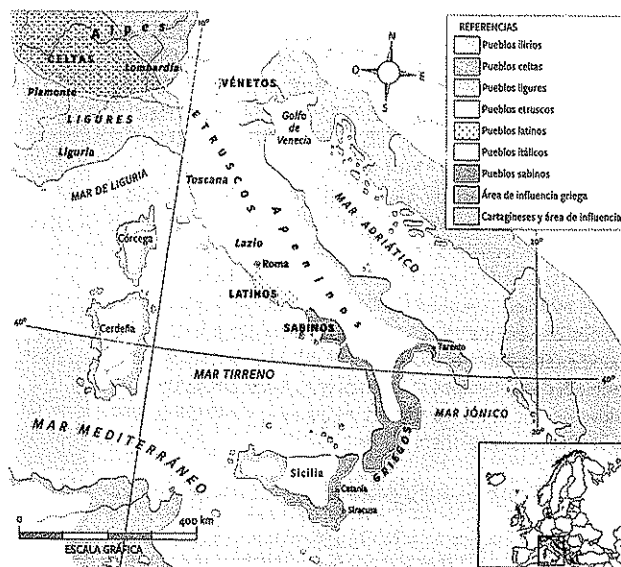 REFERENCIAS
Pueblos ilirios
Pueblos celtas
Pueblos ligures
Pueblos etruscos
Pueblos latinos
Pueblos itálicos
Pueblos sabinos
Área de influencia griega
Cartagineses y área de influencia
N
O
E
S
10°
Alpes
CELTAS
Lombardía
Piamonte
VÉNETOS
LIGURES
Golfo
de
Venecia
Liguria
ETRUSCOS
MAR DE LIGURIA
Toscana
Apeninos
MAR ADRIÁTICO
Córcega
Lazio
Roma
20°
LATINOS
40°
Cerdeña
SABINOS
Tarento
40°
MAR TIRRENO
MAR JÓNICO
20°
MAR MEDITERRÁNEO
GRIEGOS
Sicilia
Catania
Siracusa
0
400 km
ESCALA GRÁFICA